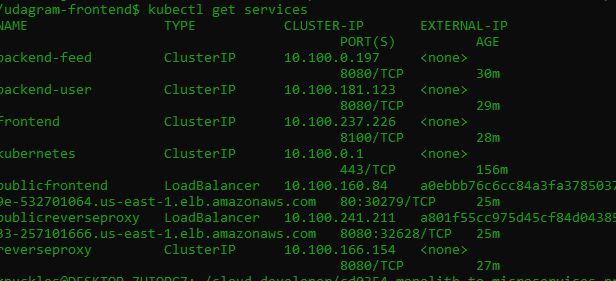 /udagram-frontend$ kubectl get services
NAME TYPE CLUSTER-IP EXTERNAL-IP
PORT(S) AGE
backend-feed ClusterIP 10.100.0.197 <none>
8080/TCP 30m
backend-user ClusterIP 10.100.181.123 <none>
8080/TCP 29m
frontend ClusterIP 10.100.237.226 <none>
8100/TCP 28m
kubernetes ClusterIP 10.100.0.1 <none>
443/TCP 156m
publicfrontend LoadBalancer 10.100.160.84 a0ebbb76c6cc84a3fa3785037
9e-532701064.us-east-1.elb.amazonaws.com 80:30279/TCP 25m
publicreverseproxy LoadBalancer 10.100.241.211 a801f55cc975d45cf84d04385
33-257101666.us-east-1.elb.amazonaws.com 8080:32628/TCP 25m
reverseproxy ClusterIP 10.100.166.154 <none>
8080/TCP 27m